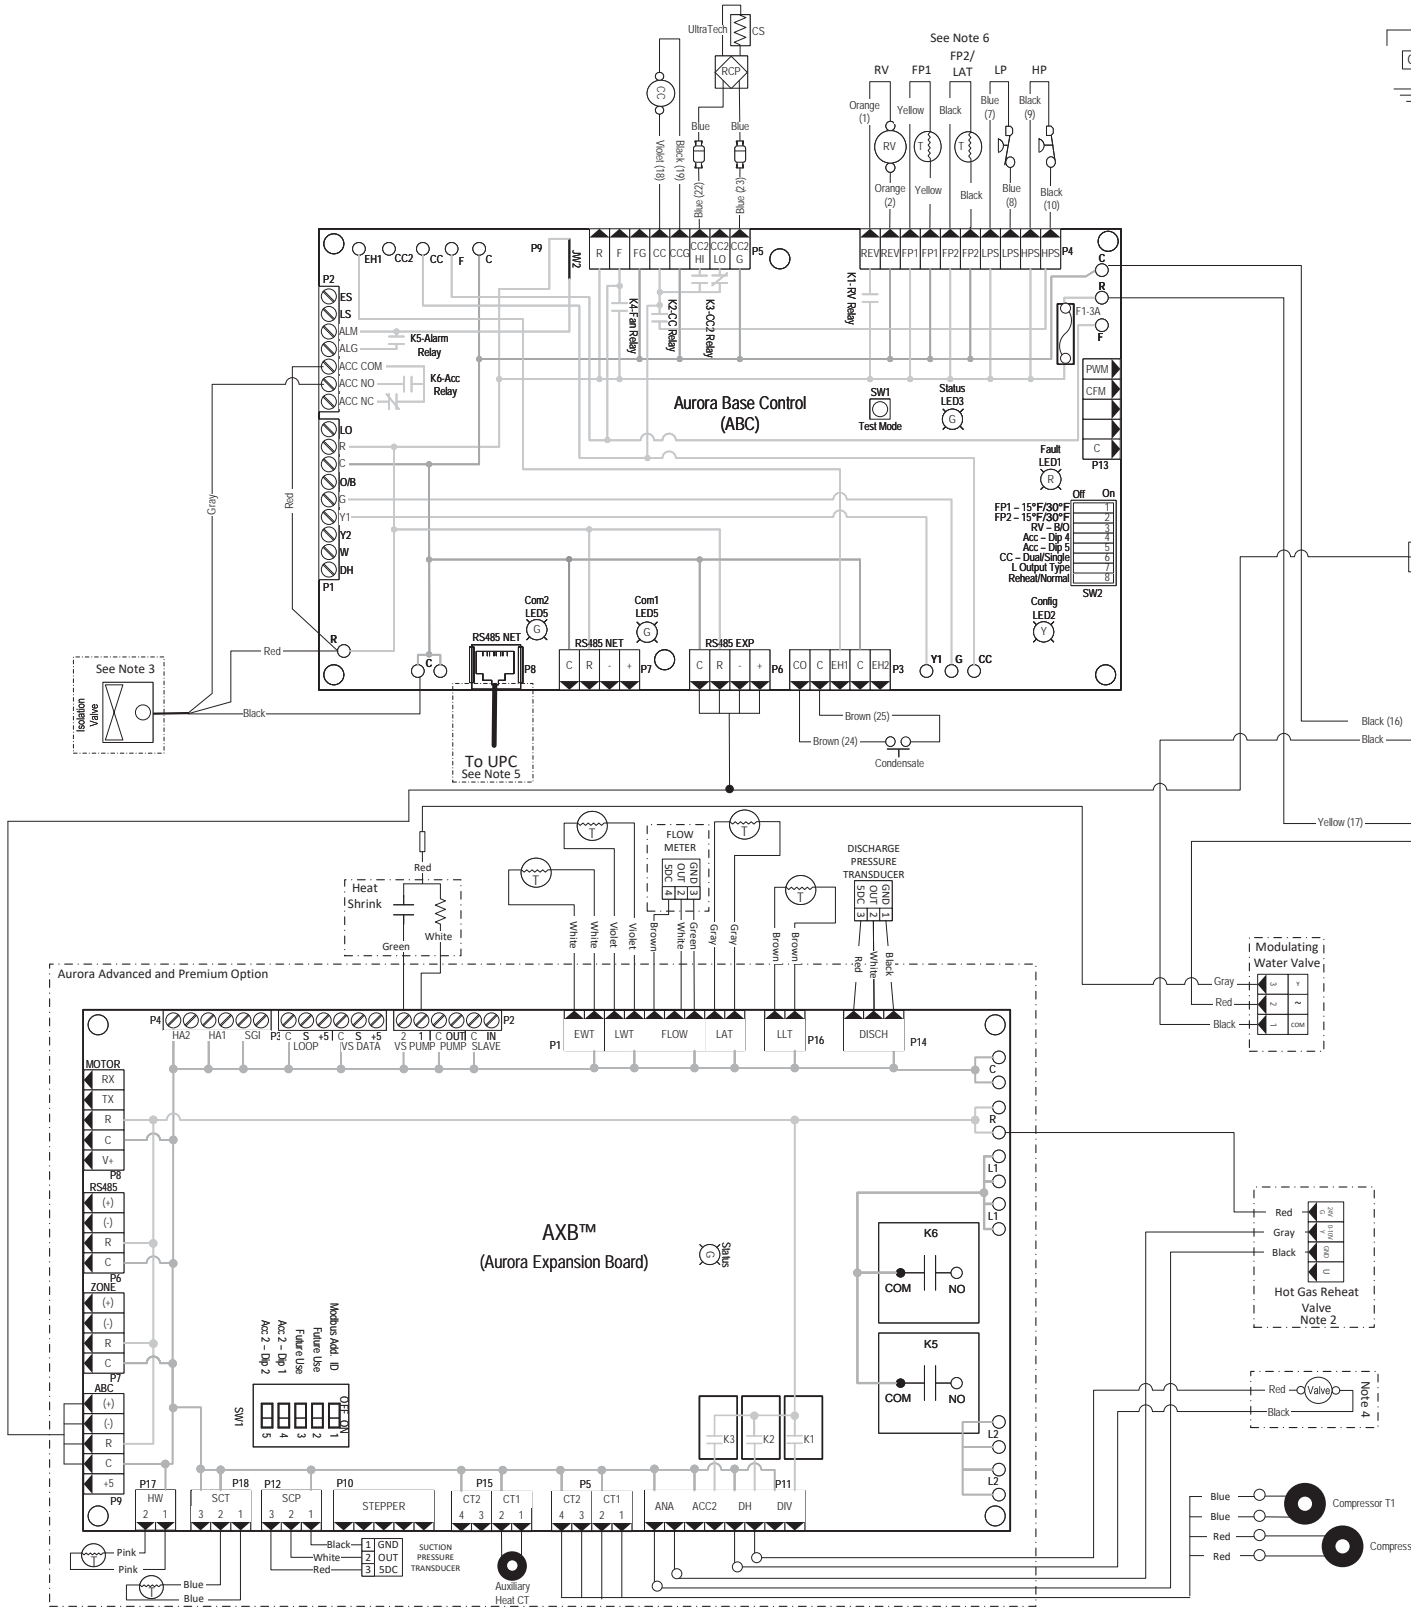 UltraTech
CS
RCP
CC
Blue
Blue
Violet (18)
Black (19)
Blue (22)
Blue (23)
See Note 6
RV
FP1
FP2/
LAT
LP
HP
Orange
(1)
Yellow
Black
Blue
(7)
Black
(9)
RV
T
T
Orange
(2)
Yellow
Black
Blue
(8)
Black
(10)
EH1
CC2
CC
F
C
P9
JW2
R
F
FG
CC
CCG
CC2
HI
CC2
LO
CC2
G
P5
REV
REV
FP1
FP1
FP2
FP2
LPS
LPS
HPS
HPS
P4
C
R
F1-3A
F
P2
ES
LS
ALM
ALG
ACC COM
ACC NO
ACC NC
K5-Alarm
Relay
K6-Acc
Relay
K4-Fan Relay
K2-CC Relay
K3-CC2 Relay
K1-RV Relay
LO
R
C
O/B
G
Y1
Y2
W
DH
P1
Aurora Base Control
(ABC)
SW1
Test Mode
Status
LED3
G
PWM
CFM
C
P13
Fault
LED1
R
Off
On
FP1 – 15°F/30°F
1
FP2 – 15°F/30°F
2
RV – B/O
3
Acc – Dip 4
4
Acc – Dip 5
5
CC – Dual/Single
6
L Output Type
7
Reheat/Normal
8
SW2
Config
LED2
Y
Gray
Red
R
Red
C
Com2
LED5
G
Com1
LED5
G
RS485 NET
P8
RS485 NET
C
R
-
+
P7
RS485 EXP
C
R
-
+
P6
CO
C
EH1
C
EH2
P3
Y1
G
CC
See Note 3
Isolation
Valve
Black
To UPC
See Note 5
Brown (25)
Brown (24)
Condensate
Black (16)
Black
Yellow (17)
Red
Heat
Shrink
Green
White
T
T
FLOW
METER
5DC
OUT
GND
4
2
3
T
T
DISCHARGE
PRESSURE
TRANSDUCER
5DC
OUT
GND
3
2
1
White
White
Violet
Violet
Brown
White
Green
Gray
Gray
Brown
Brown
Red
White
Black
Modulating
Water Valve
Gray
3
Y
Red
2
~
Black
1
COM
Aurora Advanced and Premium Option
P4
HA2
HA1
SGI
P3
C
S
+5
C
S
+5
LOOP
VS DATA
2
1
C
OUT
C
IN
VS PUMP
PUMP
SLAVE
P2
P1
EWT
LWT
FLOW
LAT
LLT
P16
DISCH
P14
C
R
L1
L1
MOTOR
RX
TX
R
C
V+
P8
RS485
(+)
(-)
R
C
P6
ZONE
(+)
(-)
R
C
P7
ABC
(+)
(-)
R
C
+5
P9
AXB™
(Aurora Expansion Board)
G
Status
K6
COM
NO
K5
COM
NO
L2
L2
Modbus Add. ID
Future Use
Future Use
Acc 2 – Dip 1
Acc 2 – Dip 2
SW1
OFF
ON
5
4
3
2
1
K3
K2
K1
P17
HW
2
1
SCT
3
2
1
P18
SCP
3
2
1
P12
P10
STEPPER
P15
CT2
CT1
4
3
2
1
P5
CT2
CT1
4
3
2
1
ANA
ACC2
DH
DIV
P11
T
Pink
Pink
T
Blue
Blue
Black
1
GND
White
2
OUT
Red
3
5DC
SUCTION
PRESSURE
TRANSDUCER
Auxiliary
Heat CT
Red
Gray
Black
24V
G
0-10V
Y
GND
U
Hot Gas Reheat
Valve
Note 2
Red
Valve
Black
Note 4
Blue
Blue
Red
Red
Compressor T1
Compress